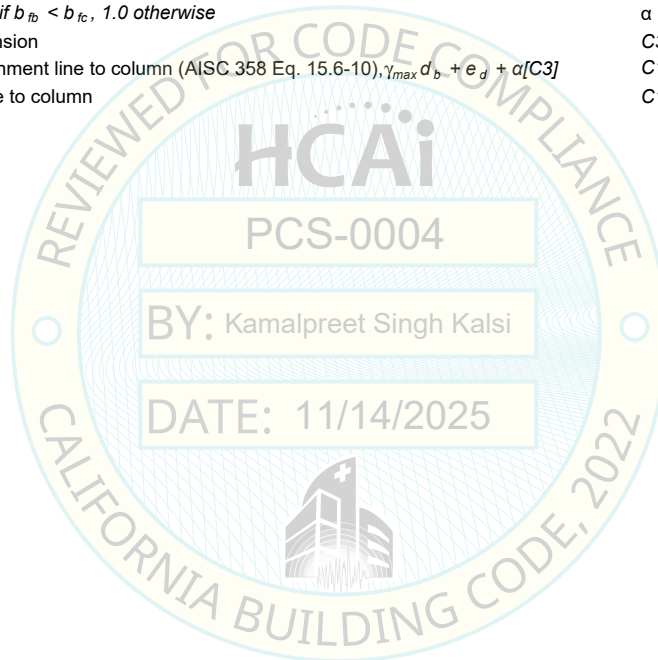 if b fb < b fc , 1.0 otherwise α
nsion
nment line to column (AISC 358 Eq. 15.6-10),γmax d b + e d + α[C3]
e to column
REVIEWED FOR CODE COMPLIANCE
HCAi
PCS-0004
BY: Kamalpreet Singh Kalsi
DATE: 11/14/2025
CALIFORNIA BUILDING CODE, 2022